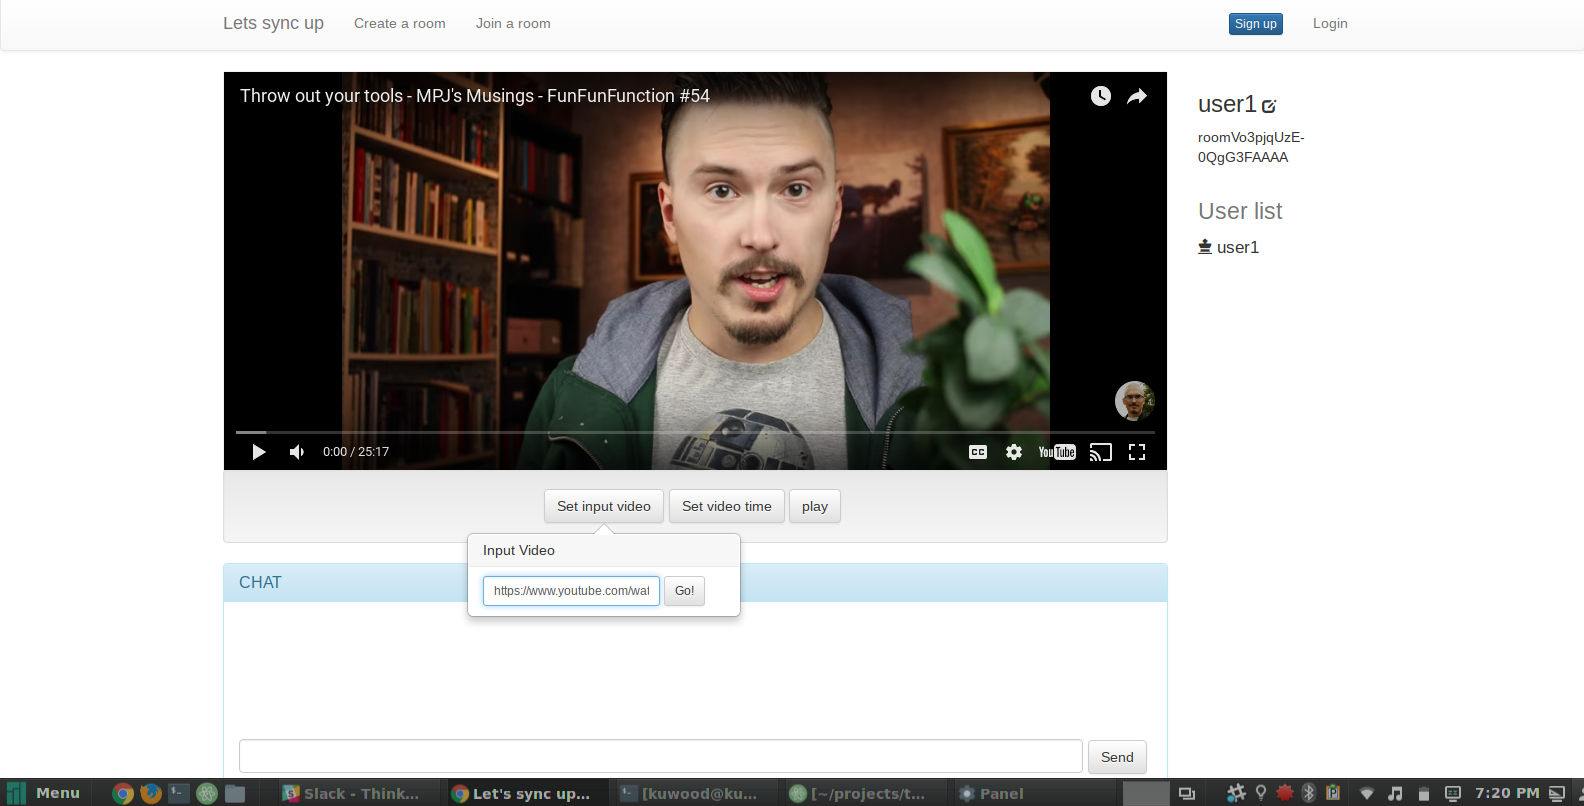 Lets sync up
Create a room
Join a room
Sign up
Login
Throw out your tools - MPJ's Musings - FunFunFunction #54
user1
roomVo3pjqUzE-
0QgG3FAAAA
User list
user1
0:00 / 25:17
CC
YouTube
Set input video
Set video time
play
Input Video
https://www.youtube.com/wat
Go!
CHAT
Send
Menu
Slack - Think...
Let's sync up...
[kuwood@ku...
[~/projects/t...
Panel
7:20 PM